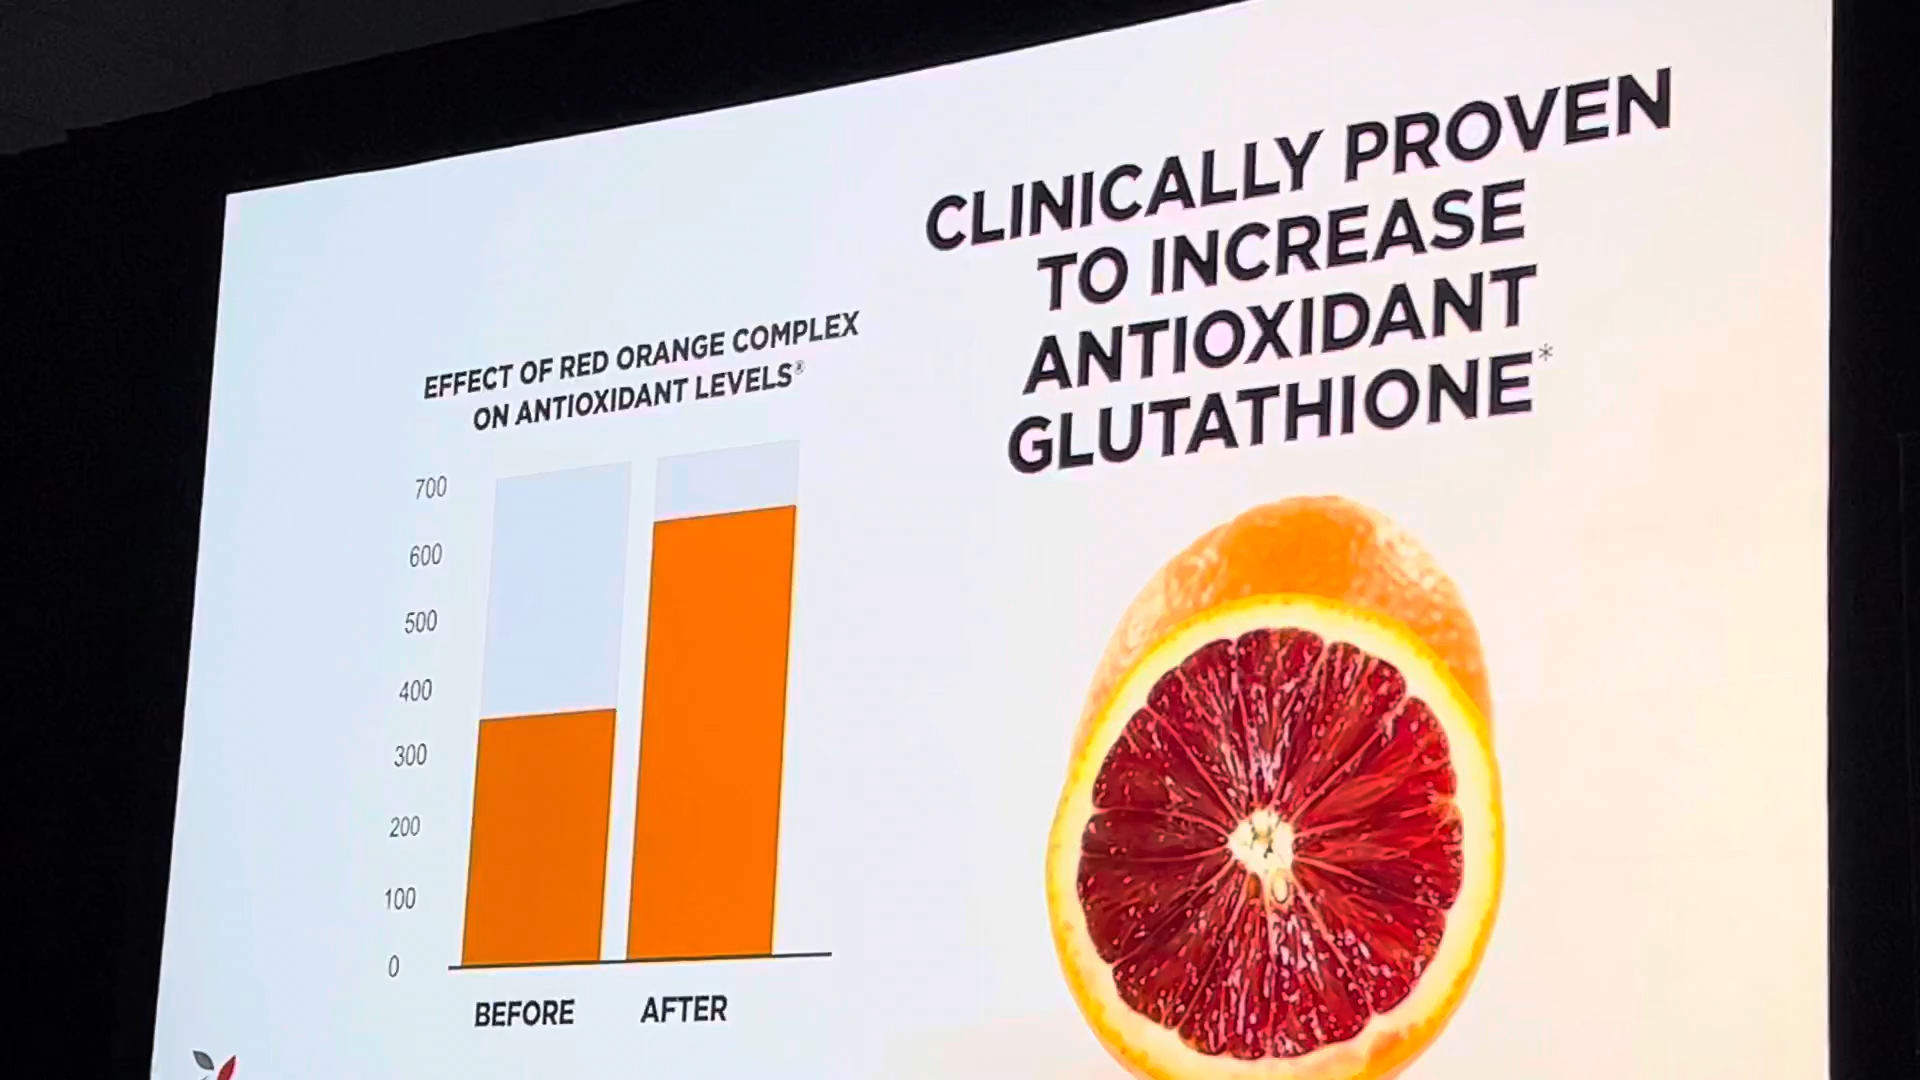 CLINICALLY PROVEN
TO INCREASE
ANTIOXIDANT
GLUTATHIONE*
EFFECT OF RED ORANGE COMPLEX
ON ANTIOXIDANT LEVELS®
700
600
500
400
300
200
100
0
BEFORE
AFTER